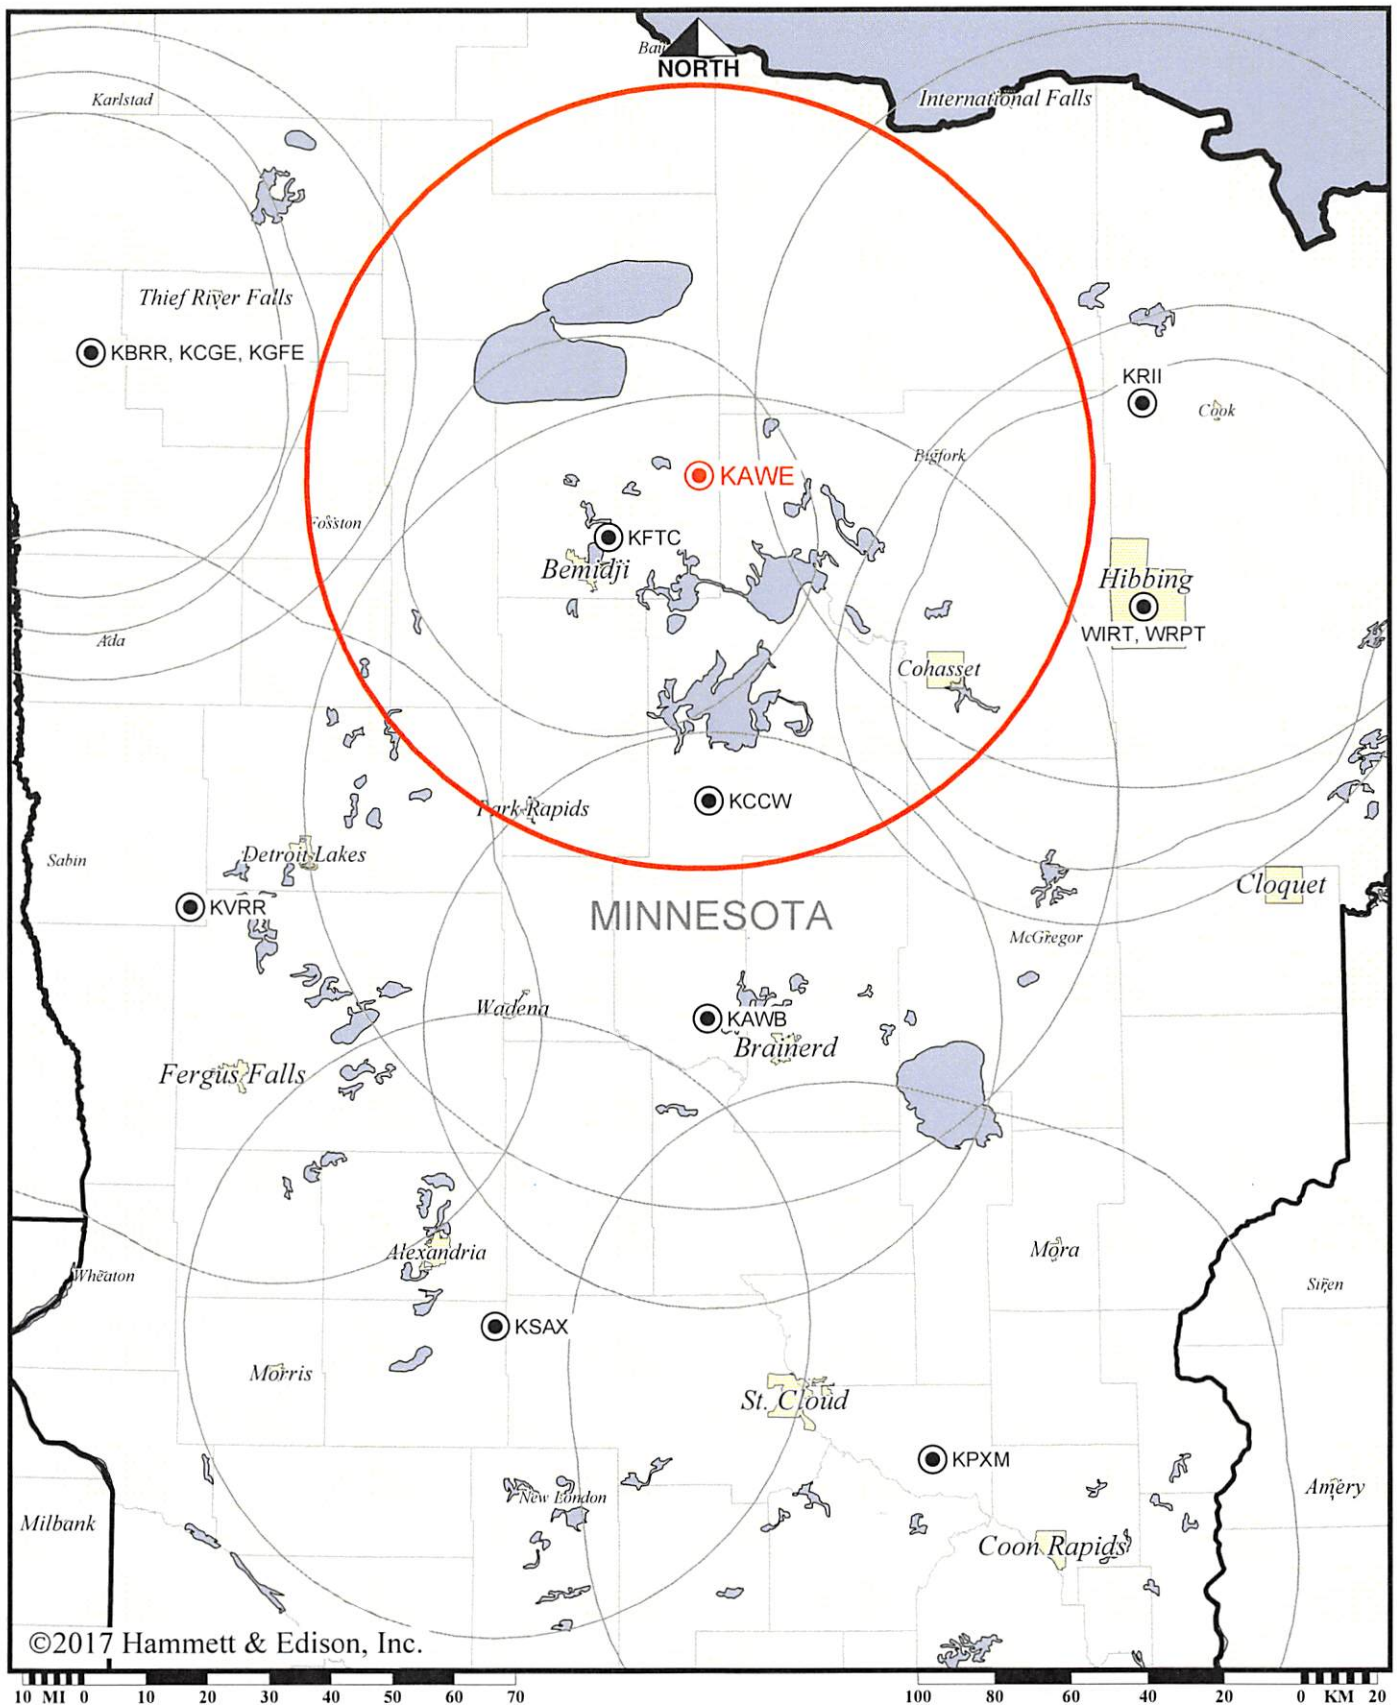 NORTH
Karlstad
International Falls
Thief River Falls
KBRR, KCGE, KGFE
KRII
Cook
Bigfork
KAWE
KFTC
Bemidji
Hibbing
WIRT, WRPT
Ada
Cohasset
KCCW
Park Rapids
Sabin
Detroit Lakes
Cloquet
KVRR
MINNESOTA
McGregor
Wadena
KAWB
Brainerd
Fergus Falls
Alexandria
Mora
Wheaton
Siren
KSAX
Morris
St. Cloud
KPXM
New London
Amery
Milbank
Coon Rapids
©2017 Hammett & Edison, Inc.
10 MI 0 10 20 30 40 50 60 70 100 80 60 40 20 0 KM 20